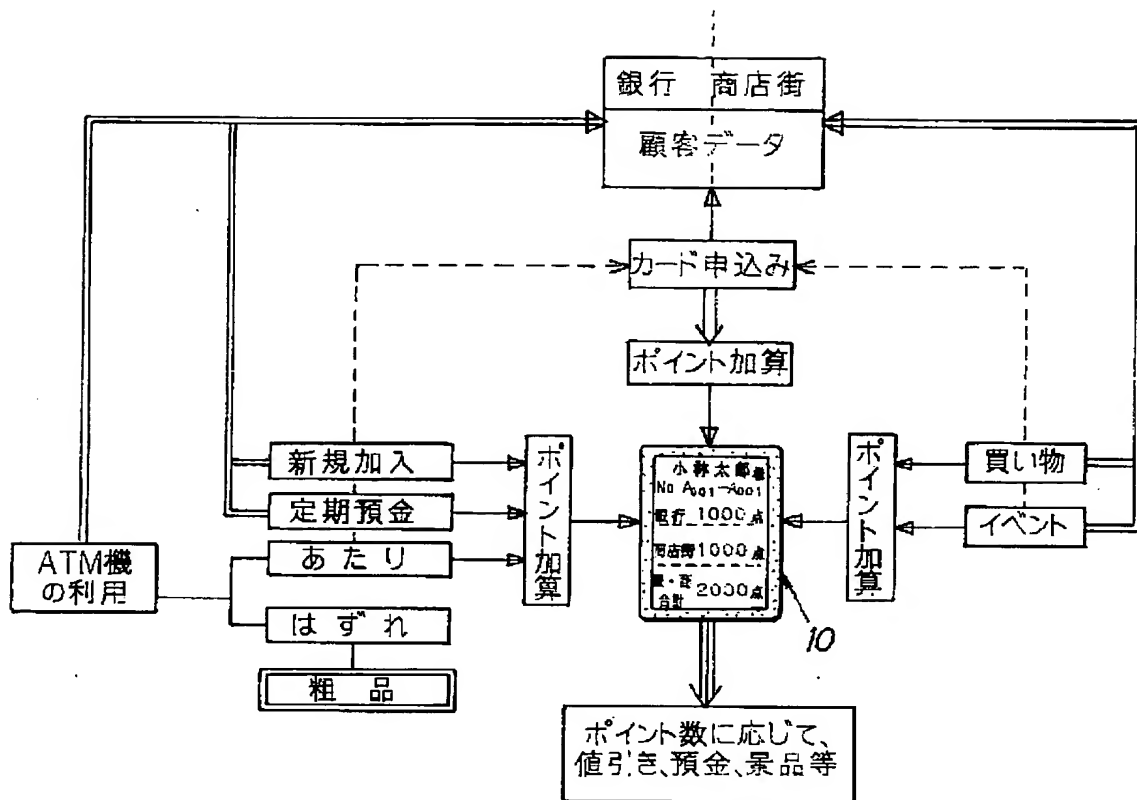 銀行 商店街
顧客データ
カード申込み
ポイント加算
新規加入
定期預金
あたり
はずれ
粗品
ATM機
の利用
ポイント加算
小林太郎様
No A001-A001
銀行 1000点
商店街 1000点
銀・商
合計 2000点
10
ポイント加算
買い物
イベント
ポイント数に応じて、
値引き、預金、景品等